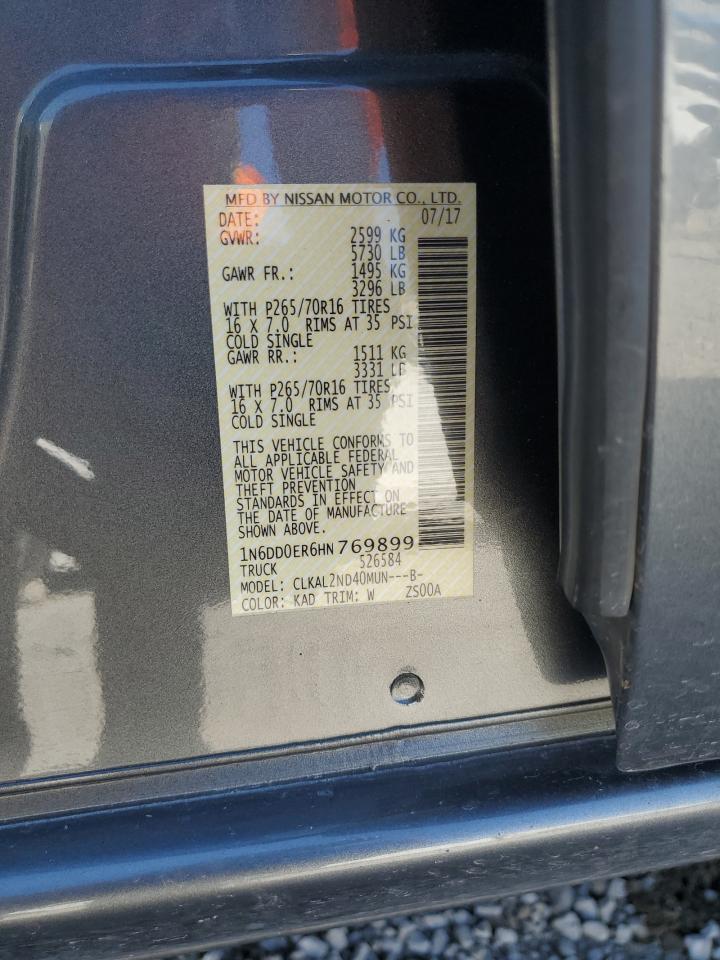 MFD BY NISSAN MOTOR CO., LTD.
DATE: 07/17
GVWR: 2599 KG
5730 LB
GAWR FR.: 1495 KG
3296 LB
WITH P265/70R16 TIRES
16 X 7.0 RIMS AT 35 PSI
COLD SINGLE
GAWR RR.: 1511 KG
3331 LB
WITH P265/70R16 TIRES
16 X 7.0 RIMS AT 35 PSI
COLD SINGLE
THIS VEHICLE CONFORMS TO
ALL APPLICABLE FEDERAL
MOTOR VEHICLE SAFETY AND
THEFT PREVENTION
STANDARDS IN EFFECT ON
THE DATE OF MANUFACTURE
SHOWN ABOVE.
1N6DD0ER6HN769899
TRUCK 526584
MODEL: CLKAL2ND40MUN---B-
COLOR: KAD TRIM: W ZS00A